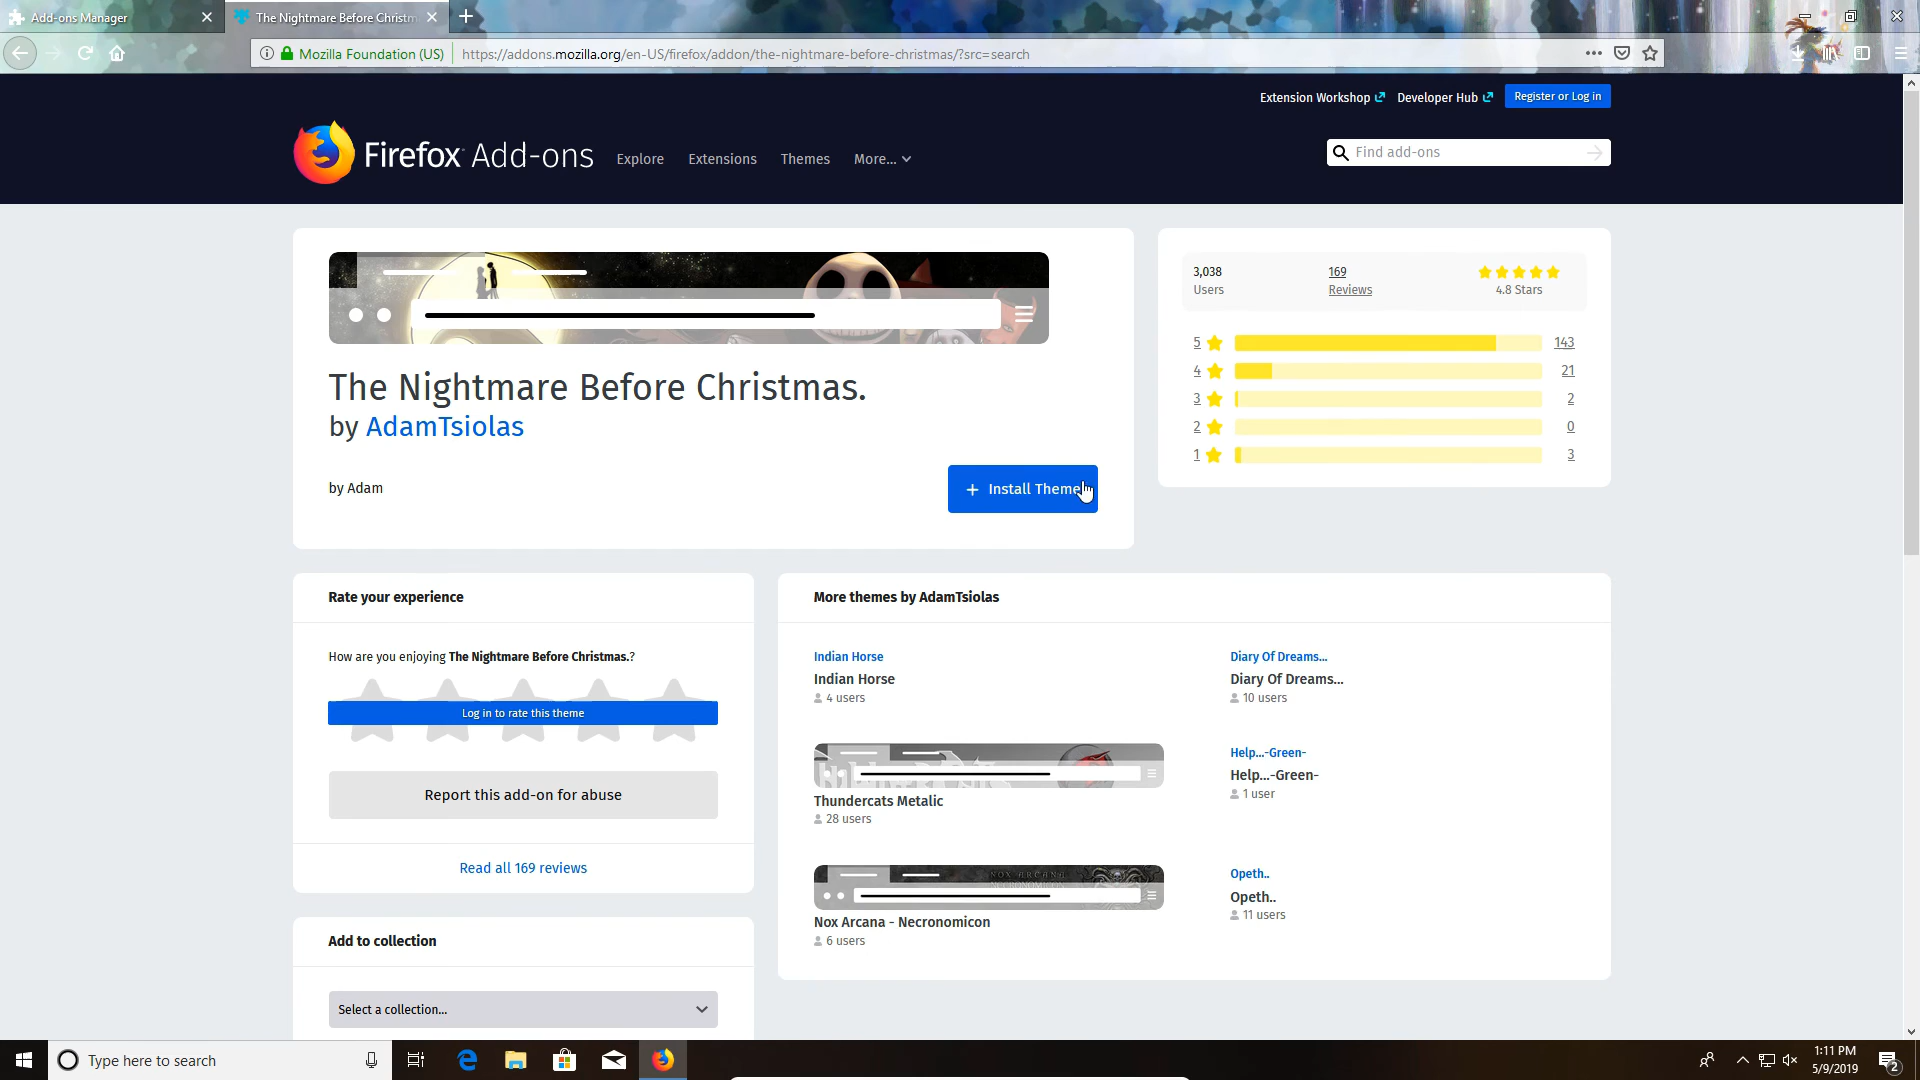 Add-ons Manager
The Nightmare Before Christm
Mozilla Foundation (US)
https://addons.mozilla.org/en-US/firefox/addon/the-nightmare-before-christmas/?src=search
Extension Workshop
Developer Hub
Register or Log in
Firefox Add-ons
Explore
Extensions
Themes
More...
Find add-ons
The Nightmare Before Christmas.
by AdamTsiolas
by Adam
+ Install Theme
3,038
Users
169
Reviews
4.8 Stars
5 143
4 21
3 2
2 0
1 3
Rate your experience
How are you enjoying The Nightmare Before Christmas.?
Log in to rate this theme
Report this add-on for abuse
Read all 169 reviews
Add to collection
Select a collection...
More themes by AdamTsiolas
Indian Horse
Indian Horse
4 users
Diary Of Dreams...
Diary Of Dreams...
10 users
Thundercats Metalic
28 users
Help...-Green-
Help...-Green-
1 user
NOX ARCANA
NECRONOMICON
Nox Arcana - Necronomicon
6 users
Opeth..
Opeth..
11 users
Type here to search
1:11 PM
5/9/2019
2